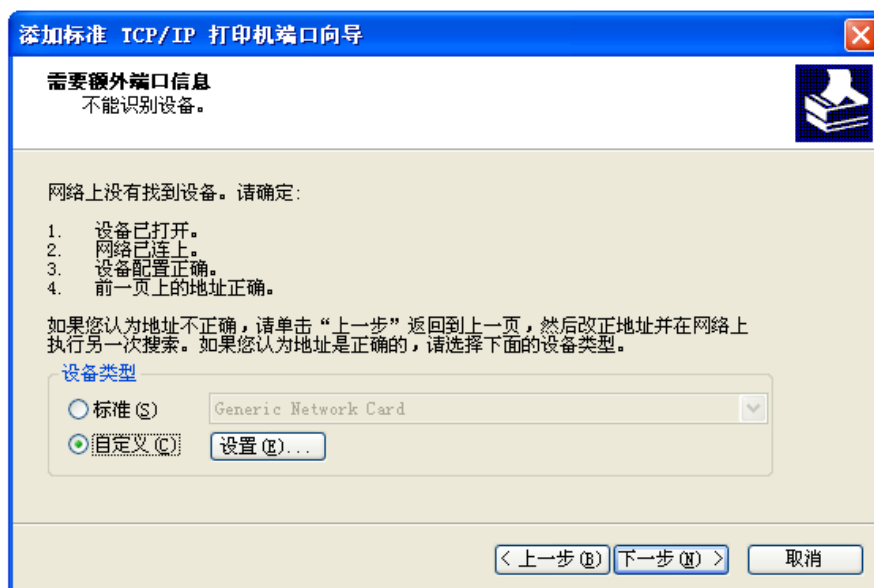 添加标准 TCP/IP 打印机端口向导
需要额外端口信息
不能识别设备。
网络上没有找到设备。请确定:
1. 设备已打开。
2. 网络已连上。
3. 设备配置正确。
4. 前一页上的地址正确。
如果您认为地址不正确，请单击“上一步”返回到上一页，然后改正地址并在网络上
执行另一次搜索。如果您认为地址是正确的，请选择下面的设备类型。
设备类型
标准(S) Generic Network Card
自定义(C) 设置(E)...
< 上一步(B) 下一步(N) > 取消